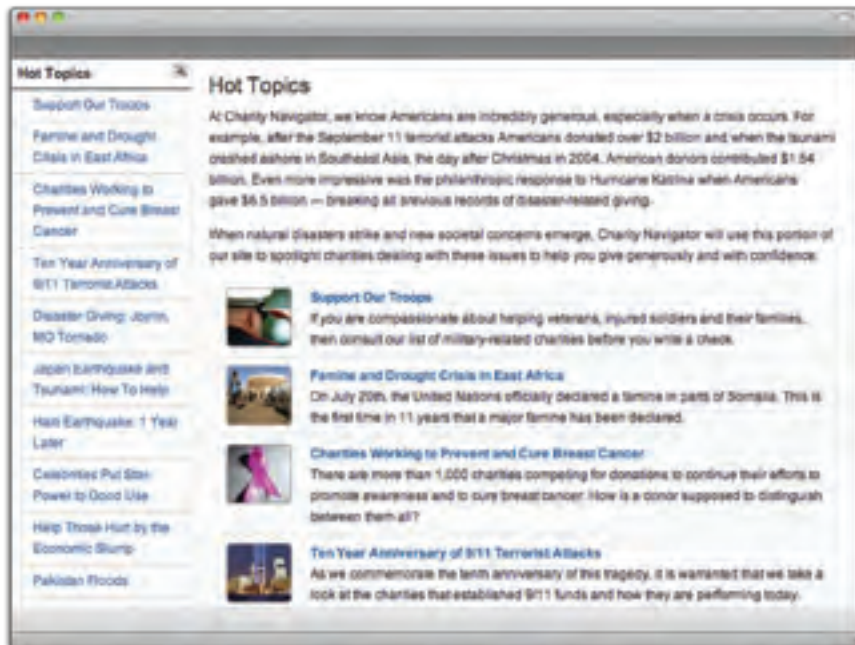 Hot Topics
Support Our Troops
Famine and Drought
Crisis in East Africa
Charities Working to
Prevent and Cure Breast
Cancer
Ten Year Anniversary of
9/11 Terrorist Attacks
Disaster Giving: Joplin,
MO Tornado
Japan Earthquake and
Tsunami: How To Help
Haiti Earthquake: 1 Year
Later
Celebrities Put Star
Power to Good Use
Help Those Hurt by the
Economic Slump
Pakistan Floods
Hot Topics
At Charity Navigator, we know Americans are incredibly generous, especially when a crisis occurs. For
example, after the September 11 terrorist attacks Americans donated over $2 billion and when the tsunami
crashed ashore in Southeast Asia, the day after Christmas in 2004, American donors contributed $1.54
billion. Even more impressive was the philanthropic response to Hurricane Katrina when Americans
gave $6.5 billion — breaking all previous records of disaster-related giving.
When natural disasters strike and new societal concerns emerge, Charity Navigator will use this portion of
our site to spotlight charities dealing with these issues to help you give generously and with confidence.
Support Our Troops
If you are compassionate about helping veterans, injured soldiers and their families,
then consult our list of military-related charities before you write a check.
Famine and Drought Crisis in East Africa
On July 20th, the United Nations officially declared a famine in parts of Somalia. This is
the first time in 11 years that a major famine has been declared.
Charities Working to Prevent and Cure Breast Cancer
There are more than 1,000 charities competing for donations to continue their efforts to
promote awareness and to cure breast cancer. How is a donor supposed to distinguish
between them all?
Ten Year Anniversary of 9/11 Terrorist Attacks
As we commemorate the tenth anniversary of this tragedy, it is warranted that we take a
look at the charities that established 9/11 funds and how they are performing today.